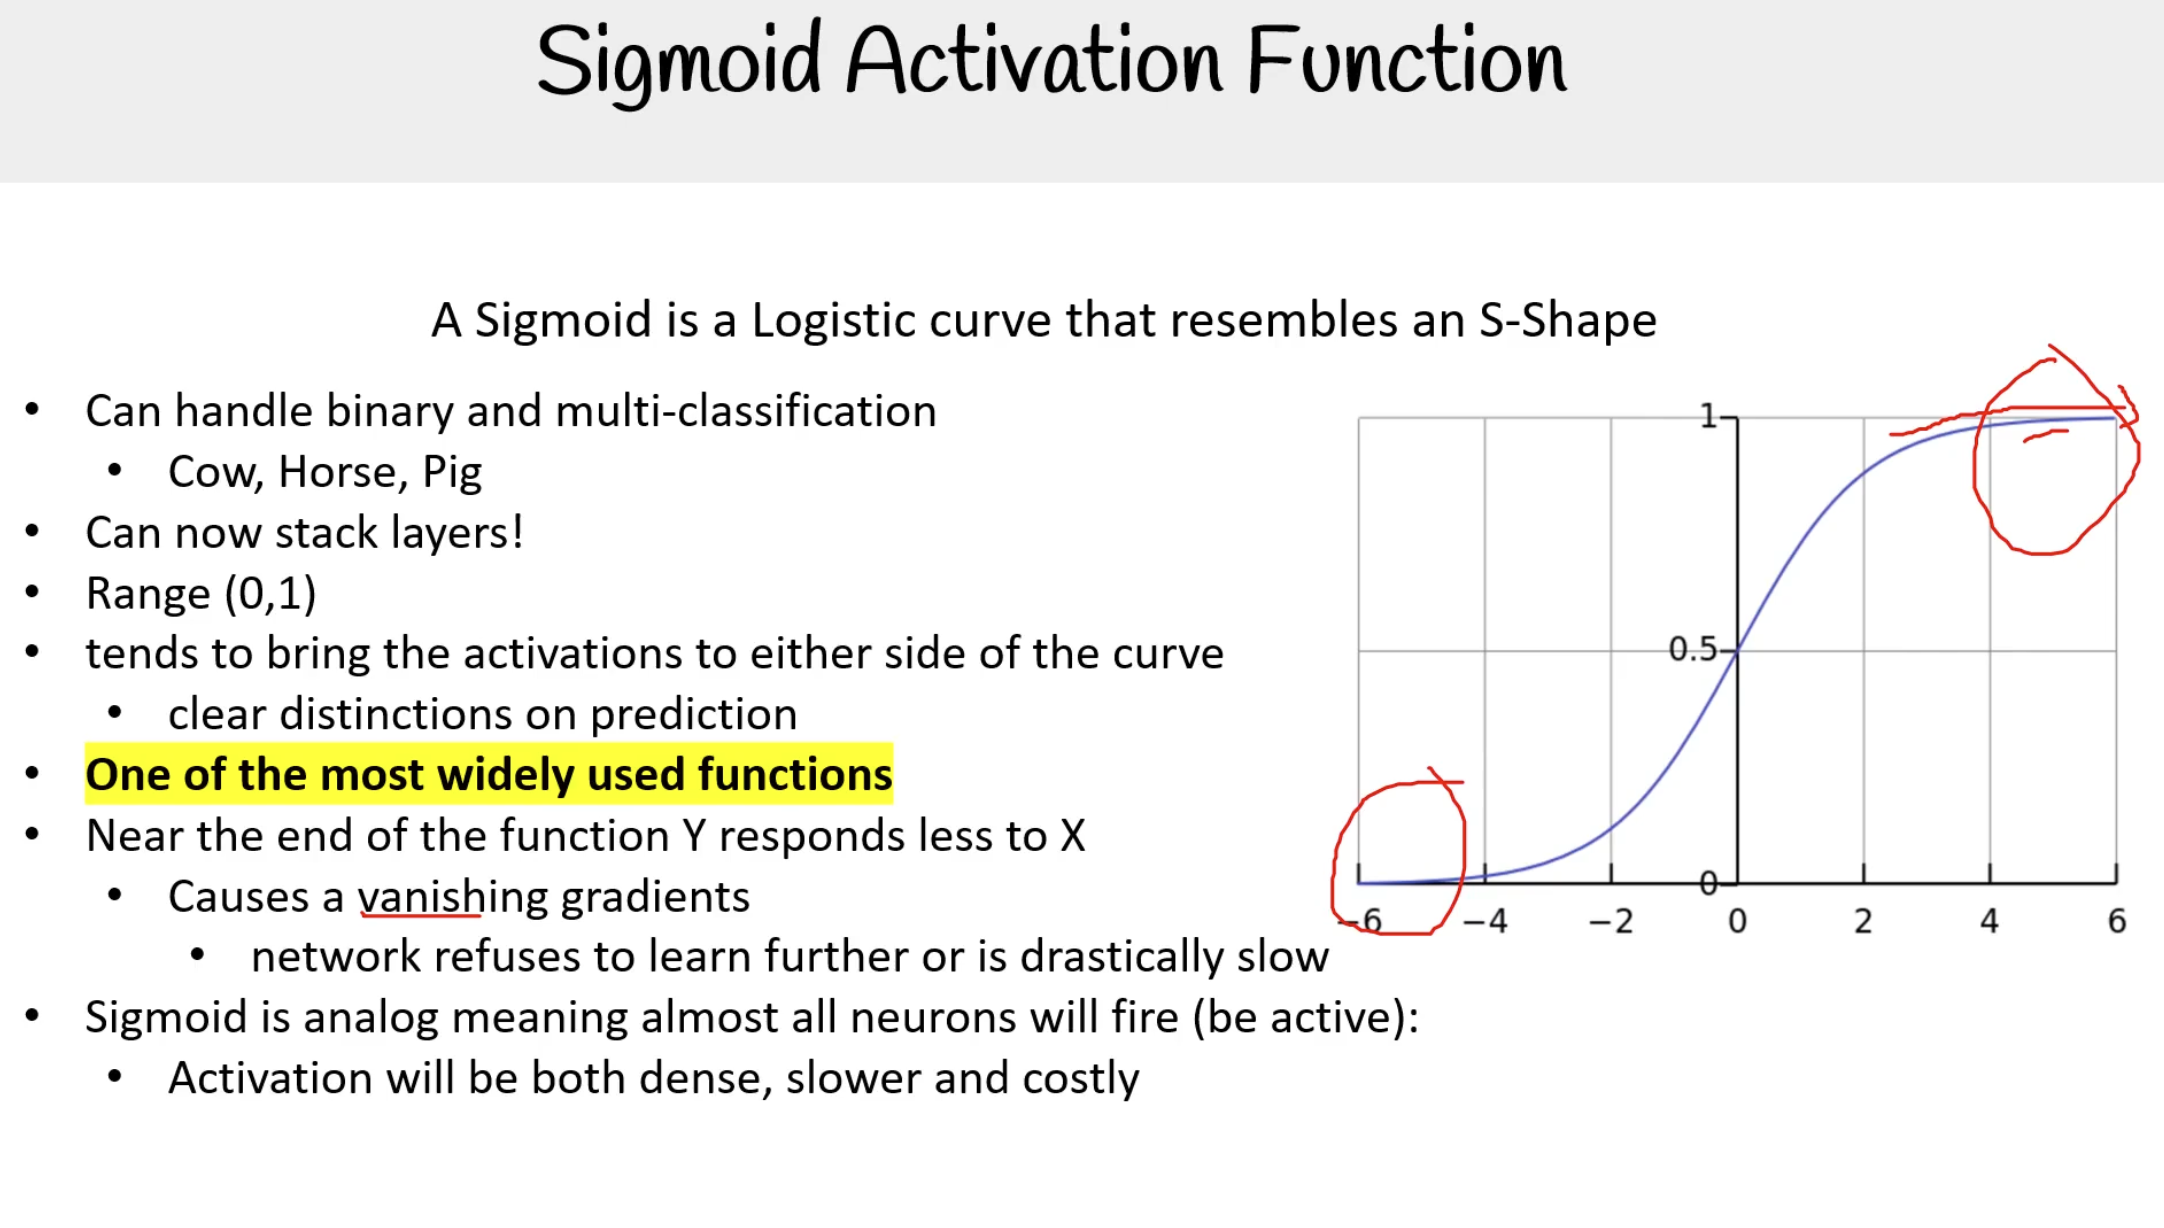 Sigmoid Activation Function
A Sigmoid is a Logistic curve that resembles an S-Shape
• Can handle binary and multi-classification
• Cow, Horse, Pig
• Can now stack layers!
• Range (0,1)
• tends to bring the activations to either side of the curve
• clear distinctions on prediction
• One of the most widely used functions
• Near the end of the function Y responds less to X
• Causes a vanishing gradients
• network refuses to learn further or is drastically slow
• Sigmoid is analog meaning almost all neurons will fire (be active):
• Activation will be both dense, slower and costly
1
0.5
0
−6 −4 −2 0 2 4 6